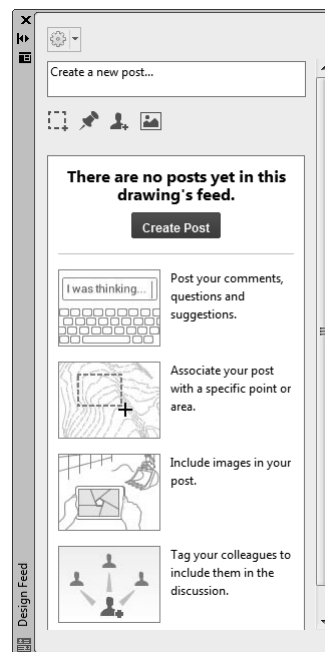 Create a new post...
There are no posts yet in this
drawing's feed.
Create Post
I was thinking...
Post your comments,
questions and
suggestions.
Associate your post
with a specific point or
area.
Include images in your
post.
Tag your colleagues to
include them in the
discussion.
Design Feed